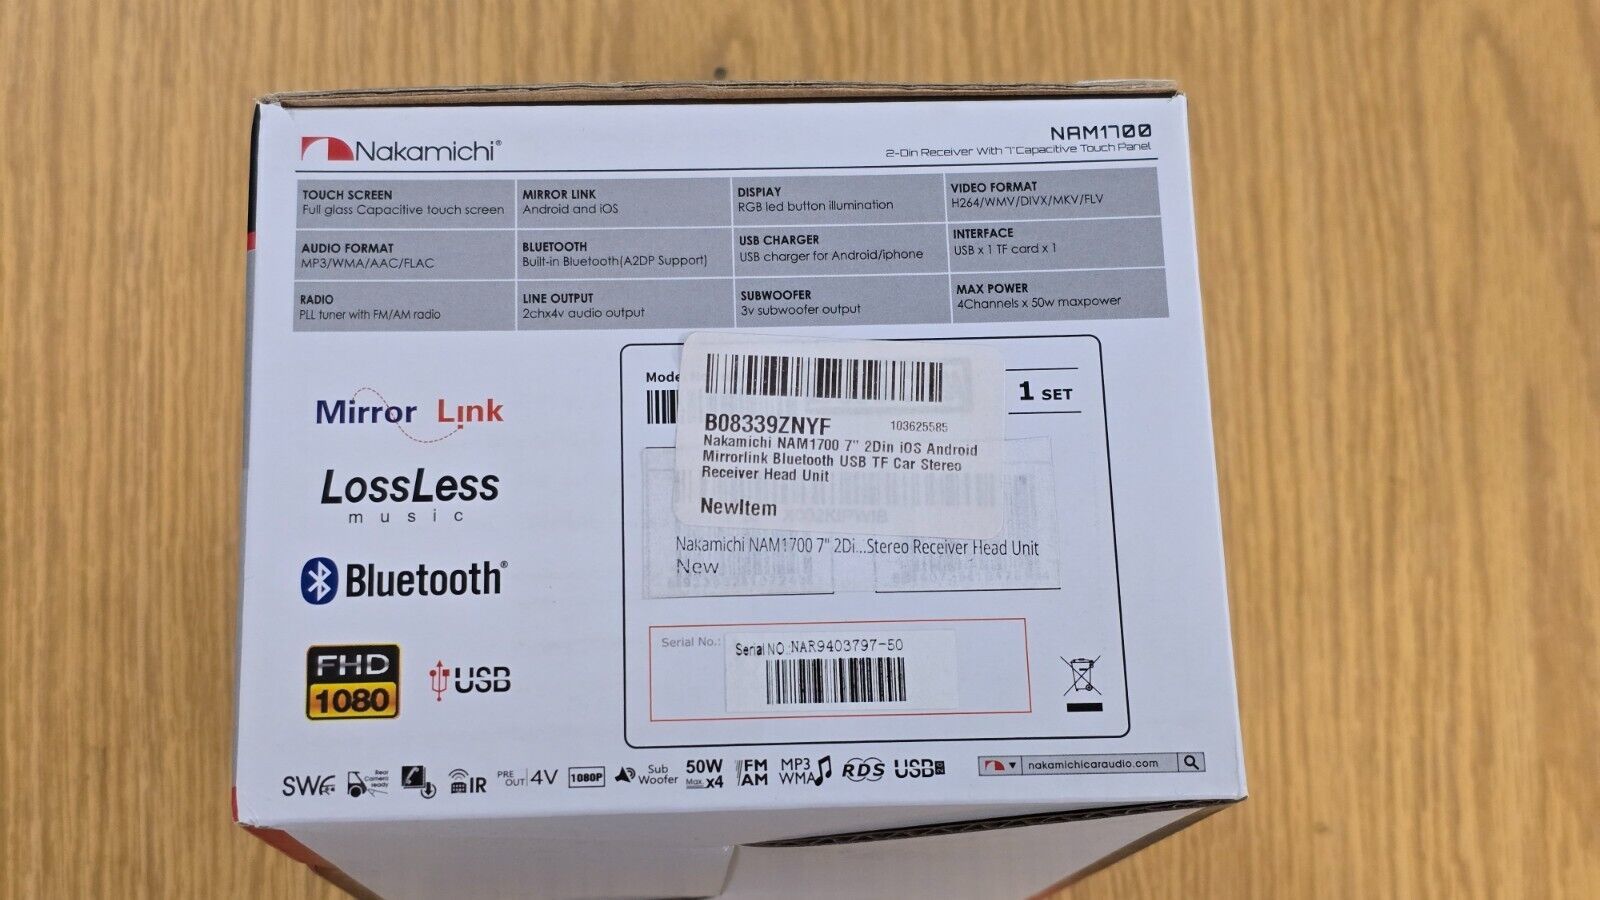 Nakamichi®
NAM1700
2-Din Receiver With 7"Capacitive Touch Panel
TOUCH SCREEN
Full glass Capacitive touch screen
MIRROR LINK
Android and iOS
DISPLAY
RGB led button illumination
VIDEO FORMAT
H264/WMV/DIVX/MKV/FLV
AUDIO FORMAT
MP3/WMA/AAC/FLAC
BLUETOOTH
Built-in Bluetooth(A2DP Support)
USB CHARGER
USB charger for Android/iphone
INTERFACE
USB x 1 TF card x 1
RADIO
PLL tuner with FM/AM radio
LINE OUTPUT
2chx4v audio output
SUBWOOFER
3v subwoofer output
MAX POWER
4Channels x 50w maxpower
Mirror Link
LossLess
music
Bluetooth®
FHD
1080
USB
1 SET
B08339ZNYF
103625585
Nakamichi NAM1700 7" 2Din iOS Android
Mirrorlink Bluetooth USB TF Car Stereo
Receiver Head Unit
NewItem
Nakamichi NAM1700 7" 2Di...Stereo Receiver Head Unit
New
Serial No.:
Serial NO.:NAR9403797-50
SWC
Rear
Camera
ready
IR
PRE
OUT
4V
1080P
Sub
Woofer
50W
Max. x4
FM
AM
MP3
WMA
RDS
USB
nakamichicaraudio.com